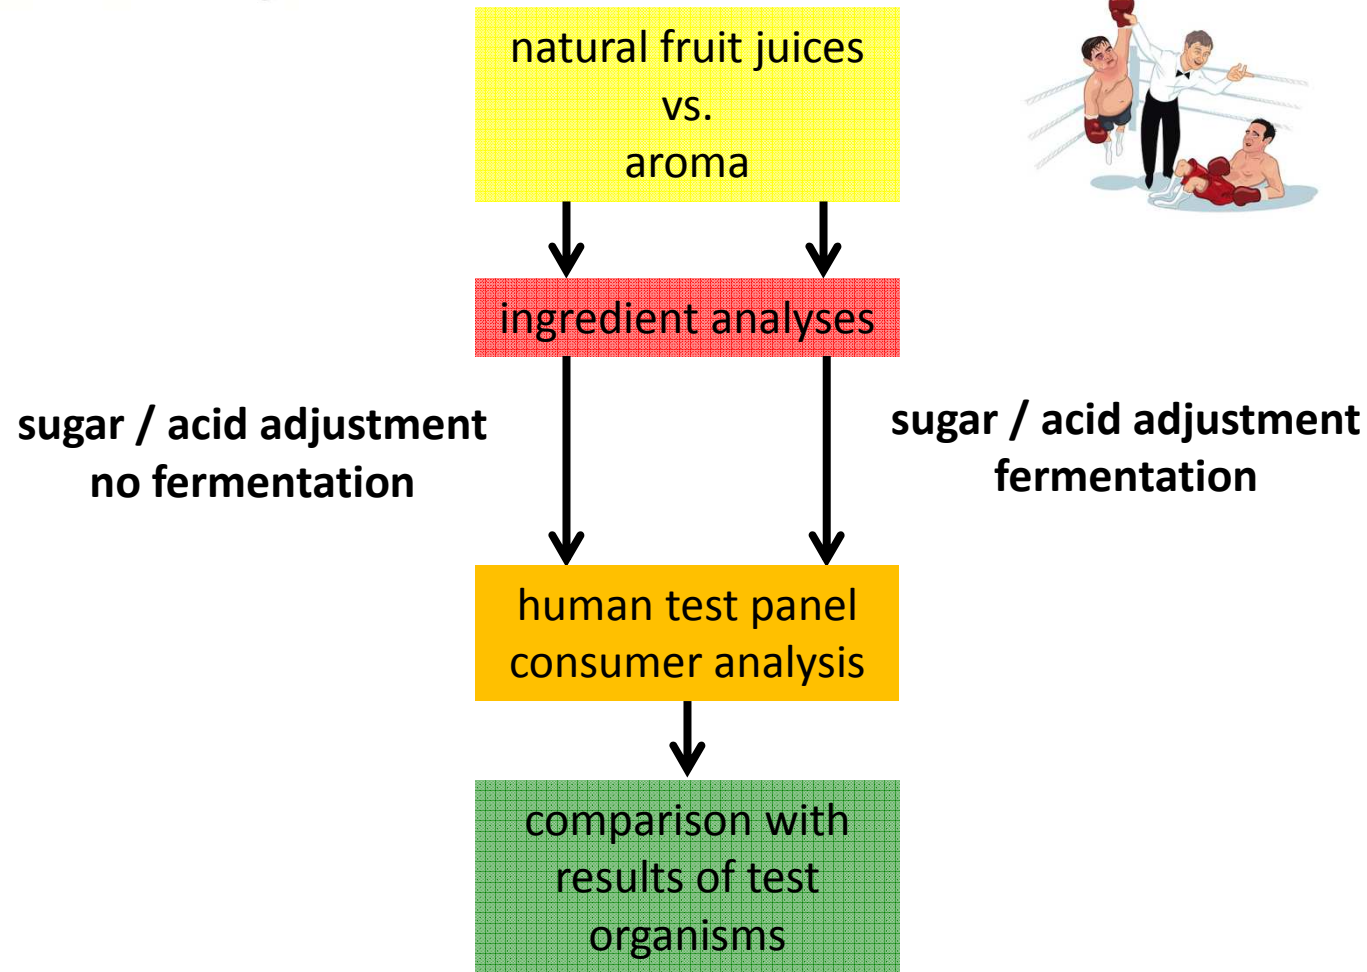 natural fruit juices
vs.
aroma
ingredient analyses
sugar / acid adjustment
no fermentation
sugar / acid adjustment
fermentation
human test panel
consumer analysis
comparison with
results of test
organisms